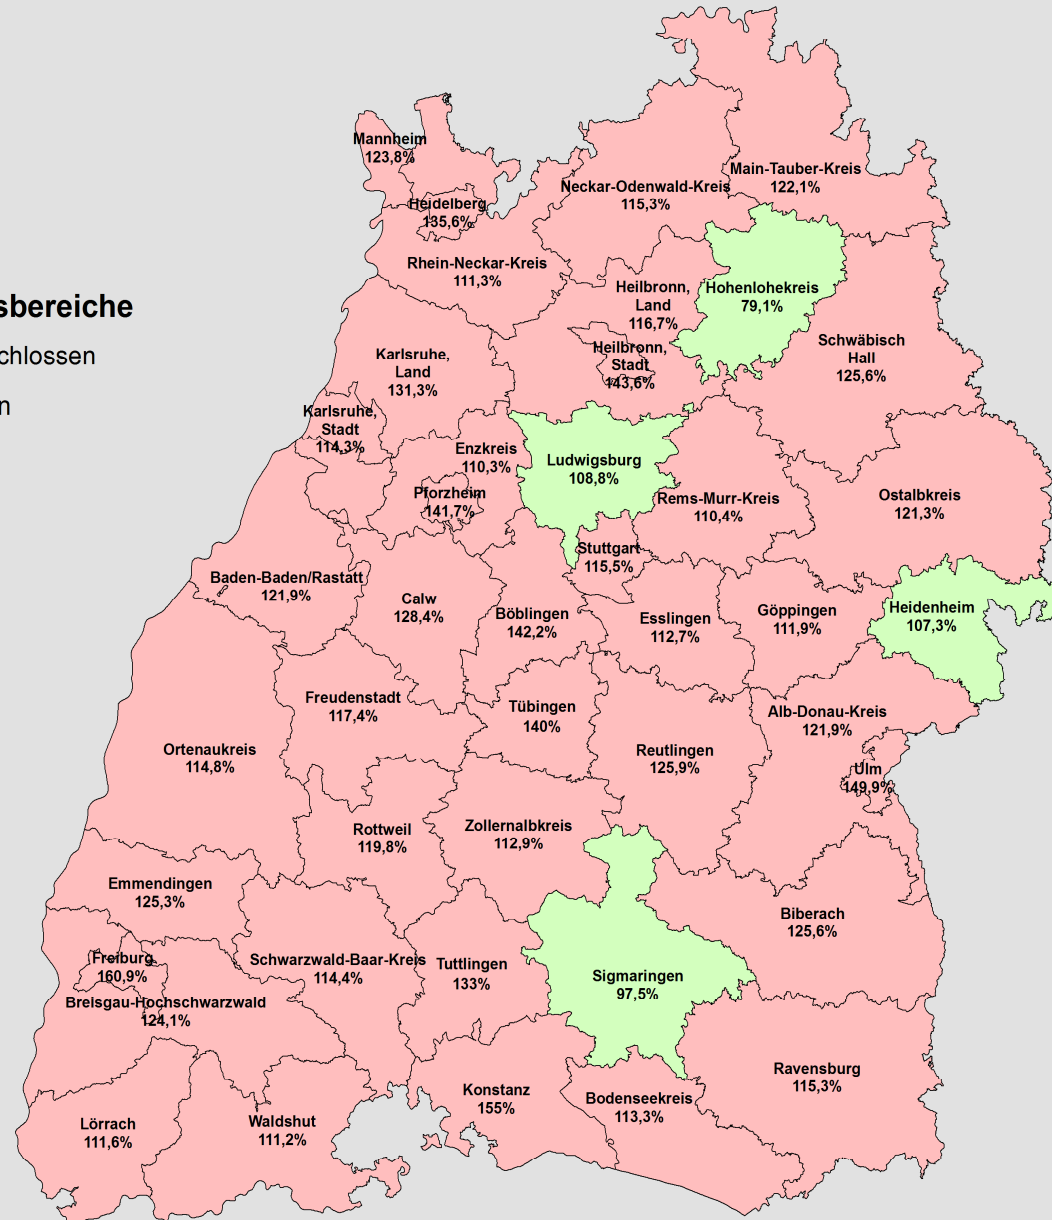 sbereiche
chlossen
n
Mannheim
123,8%
Heidelberg
135,6%
Rhein-Neckar-Kreis
111,3%
Neckar-Odenwald-Kreis
115,3%
Main-Tauber-Kreis
122,1%
Heilbronn,
Land
116,7%
Hohenlohekreis
79,1%
Heilbronn,
Stadt
143,6%
Schwäbisch
Hall
125,6%
Karlsruhe,
Land
131,3%
Karlsruhe,
Stadt
114,3%
Enzkreis
110,3%
Pforzheim
141,7%
Ludwigsburg
108,8%
Rems-Murr-Kreis
110,4%
Ostalbkreis
121,3%
Stuttgart
115,5%
Baden-Baden/Rastatt
121,9%
Calw
128,4%
Böblingen
142,2%
Esslingen
112,7%
Göppingen
111,9%
Heidenheim
107,3%
Freudenstadt
117,4%
Tübingen
140%
Alb-Donau-Kreis
121,9%
Ortenaukreis
114,8%
Reutlingen
125,9%
Ulm
149,9%
Rottweil
119,8%
Zollernalbkreis
112,9%
Emmendingen
125,3%
Biberach
125,6%
Freiburg
160,9%
Schwarzwald-Baar-Kreis
114,4%
Tuttlingen
133%
Sigmaringen
97,5%
Breisgau-Hochschwarzwald
124,1%
Ravensburg
115,3%
Konstanz
155%
Bodenseekreis
113,3%
Lörrach
111,6%
Waldshut
111,2%